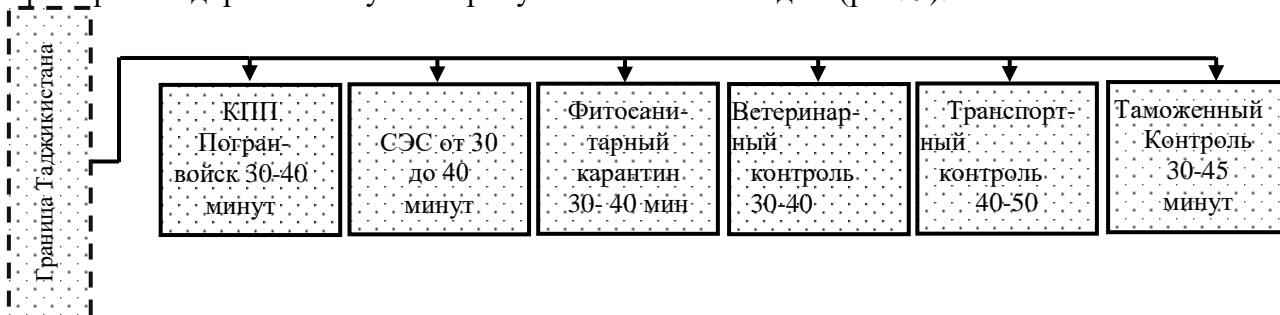 Граница Таджикистана
КПП
Погран-
войск 30-40
минут
СЭС от 30
до 40
минут
Фитосани-
тарный
карантин
30- 40 мин
Ветеринар-
ный
контроль
30-40
Транспорт-
ный
контроль
40-50
Таможенный
Контроль
30-45
минут